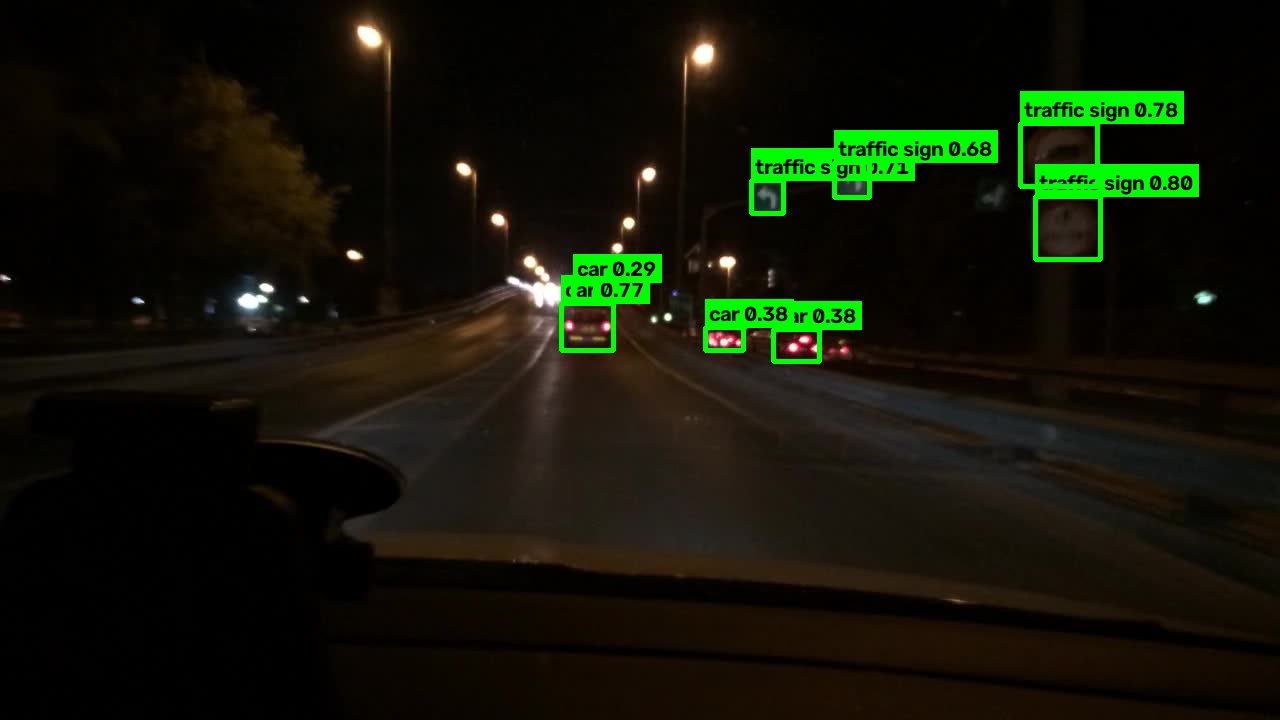 traffic sign 0.78
traffic sign 0.68
traffic sign 0.71
traffic sign 0.80
car 0.29
car 0.77
car 0.38
car 0.38